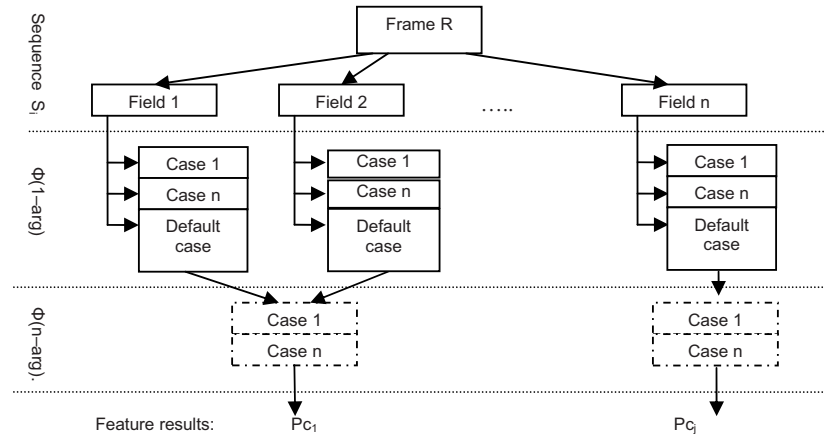 Sequence Sᵢ
Frame R
Field 1
Field 2
.....
Field n
Φ(1–arg)
Case 1
Case n
Default
case
Case 1
Case n
Default
case
Case 1
Case n
Default
case
Φ(n–arg).
Case 1
Case n
Case 1
Case n
Feature results:
Pc₁
Pcⱼ